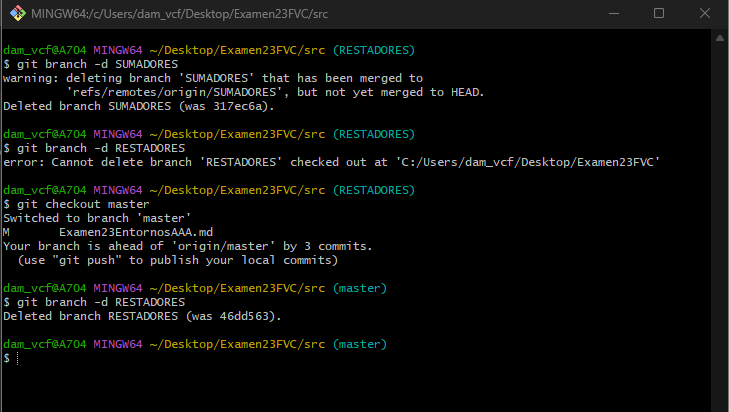 MINGW64:/c/Users/dam_vcf/Desktop/Examen23FVC/src
dam_vcf@A704 MINGW64 ~/Desktop/Examen23FVC/src (RESTADORES)
$ git branch -d SUMADORES
warning: deleting branch 'SUMADORES' that has been merged to
         'refs/remotes/origin/SUMADORES', but not yet merged to HEAD.
Deleted branch SUMADORES (was 317ec6a).
dam_vcf@A704 MINGW64 ~/Desktop/Examen23FVC/src (RESTADORES)
$ git branch -d RESTADORES
error: Cannot delete branch 'RESTADORES' checked out at 'C:/Users/dam_vcf/Desktop/Examen23FVC'
dam_vcf@A704 MINGW64 ~/Desktop/Examen23FVC/src (RESTADORES)
$ git checkout master
Switched to branch 'master'
M       Examen23EntornosAAA.md
Your branch is ahead of 'origin/master' by 3 commits.
  (use "git push" to publish your local commits)
dam_vcf@A704 MINGW64 ~/Desktop/Examen23FVC/src (master)
$ git branch -d RESTADORES
Deleted branch RESTADORES (was 46dd563).
dam_vcf@A704 MINGW64 ~/Desktop/Examen23FVC/src (master)
$